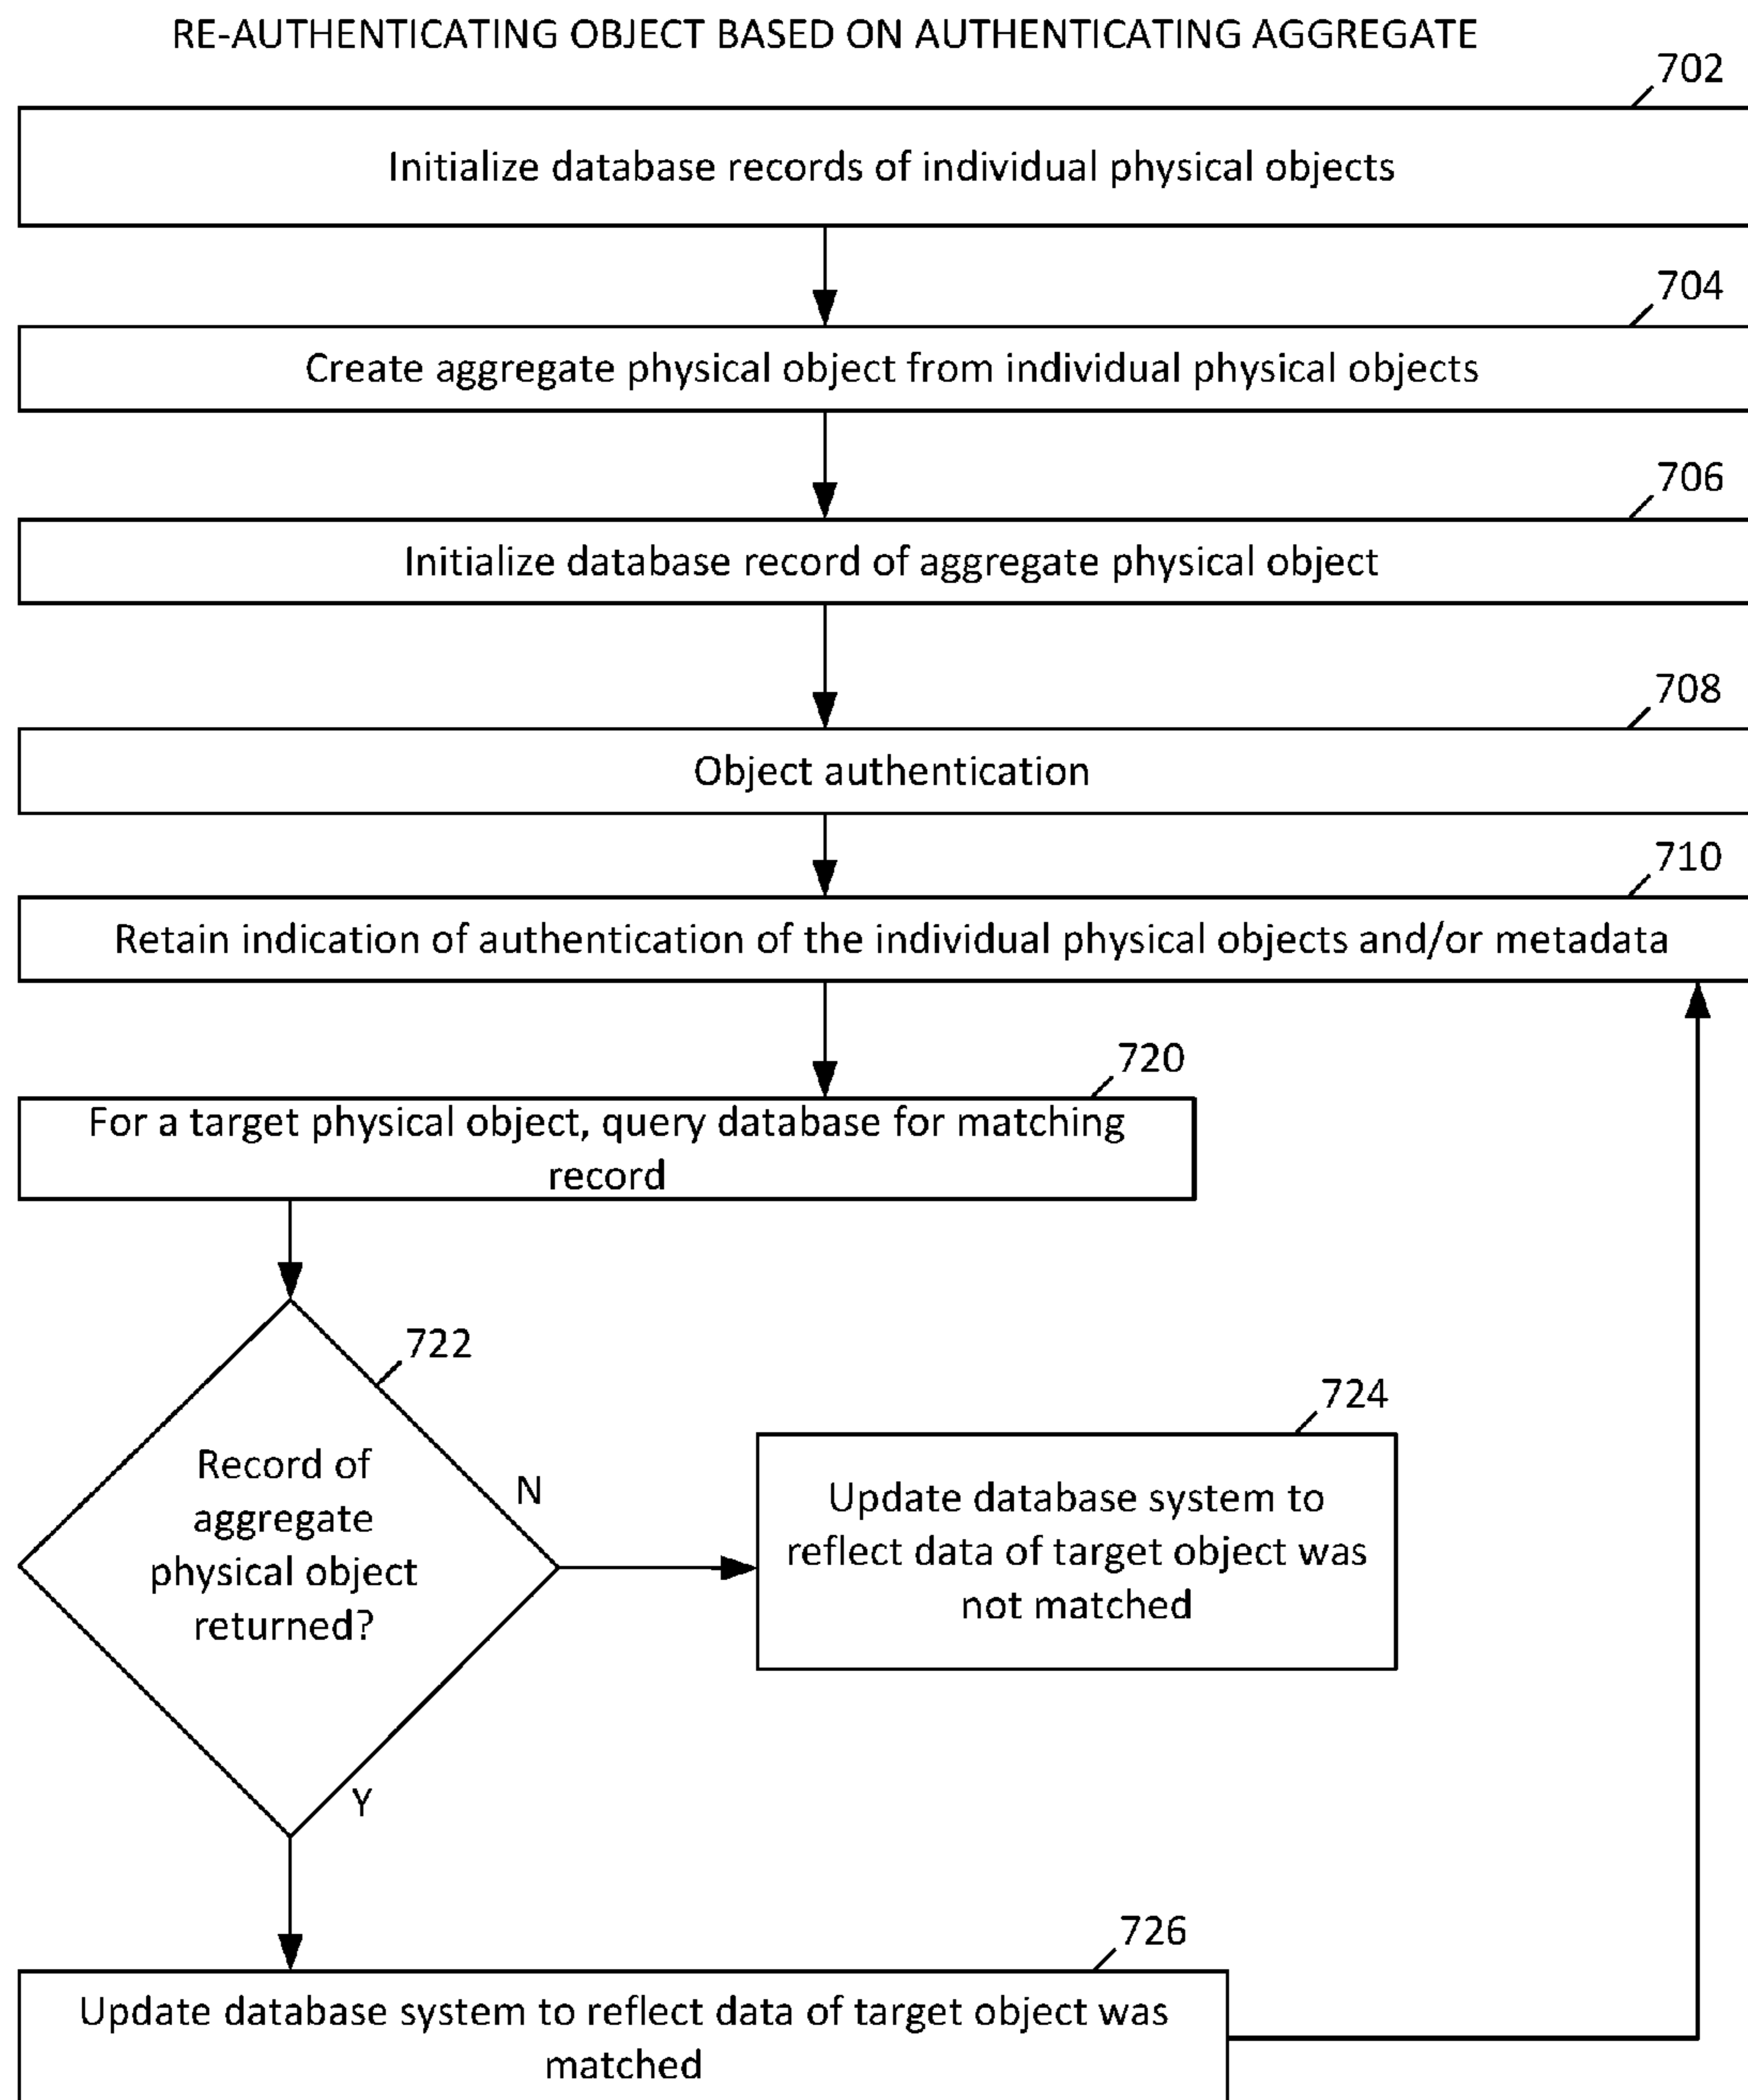 RE-AUTHENTICATING OBJECT BASED ON AUTHENTICATING AGGREGATE
702
Initialize database records of individual physical objects
704
Create aggregate physical object from individual physical objects
706
Initialize database record of aggregate physical object
708
Object authentication
710
Retain indication of authentication of the individual physical objects and/or metadata
720
For a target physical object, query database for matching
record
722
Record of
aggregate
physical object
returned?
N
724
Update database system to
reflect data of target object was
not matched
Y
726
Update database system to reflect data of target object was
matched